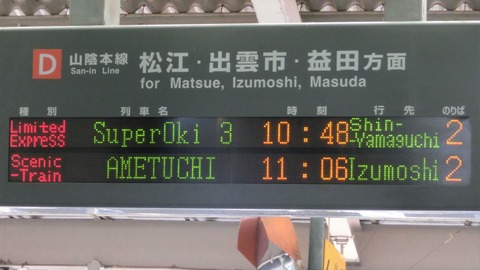 D 山陰本線 松江・出雲市・益田方面
San-in Line for Matsue, Izumoshi, Masuda
種別 列車名 時刻 行先 のりば
Limited Express SuperOki 3 10:48 Shin-Yamaguchi 2
Scenic-Train AMETUCHI 11:06 Izumoshi 2